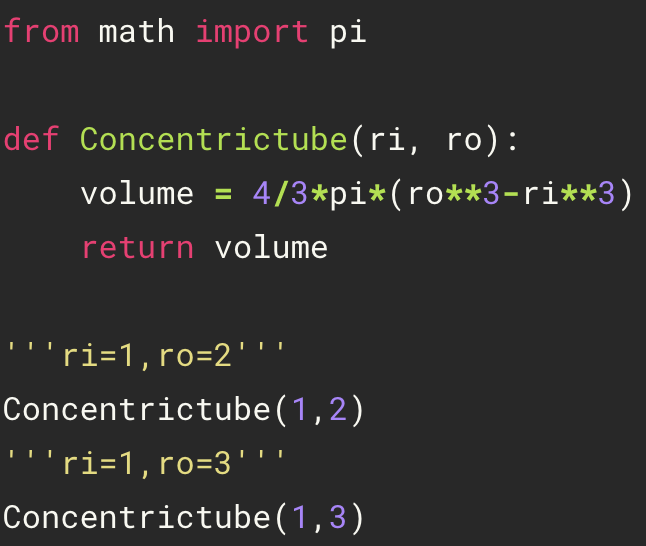 from math import pi
def Concentrictube(ri, ro):
volume = 4/3*pi*(ro**3-ri**3)
return volume
'''ri=1,ro=2'''
Concentrictube(1,2)
'''ri=1,ro=3'''
Concentrictube(1,3)